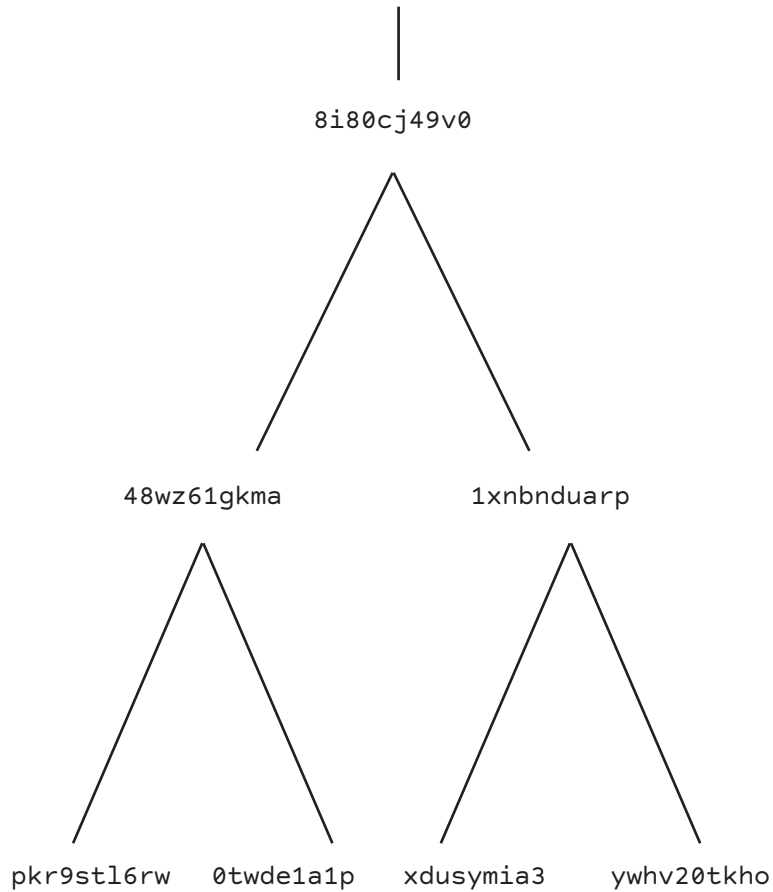 8i80cj49v0
48wz61gkma 1xnbnduarp
pkr9stl6rw 0twde1a1p xdusymia3 ywhv20tkho